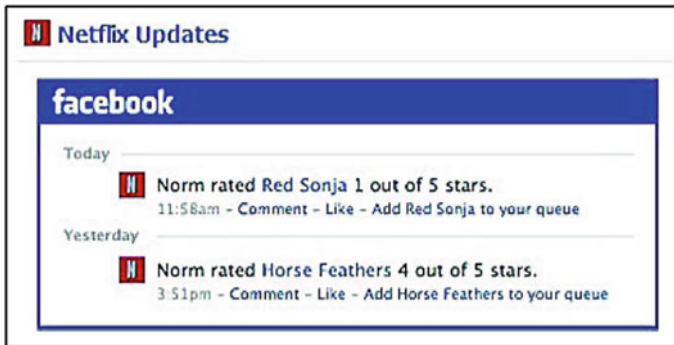 N Netflix Updates
facebook
Today
N Norm rated Red Sonja 1 out of 5 stars.
11:58am – Comment – Like – Add Red Sonja to your queue
Yesterday
N Norm rated Horse Feathers 4 out of 5 stars.
3:51pm – Comment – Like – Add Horse Feathers to your queue